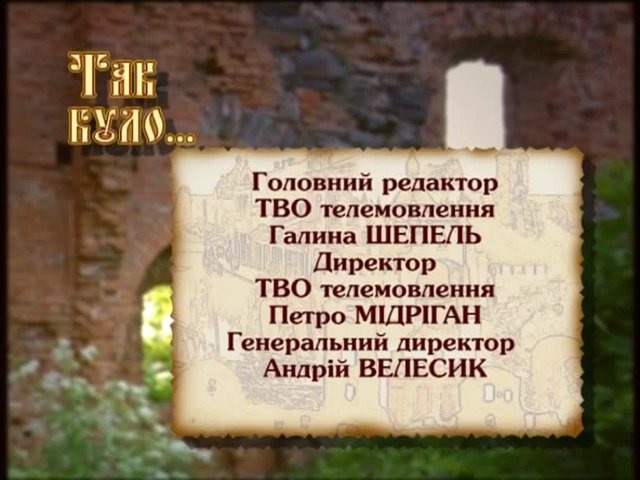 Так
було...
Головний редактор
ТВО телемовлення
Галина ШЕПЕЛЬ
Директор
ТВО телемовлення
Петро МІДРІГАН
Генеральний директор
Андрій ВЕЛЕСИК